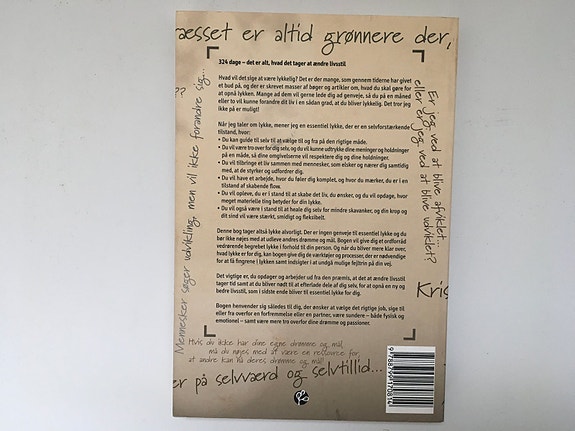 æsset er altid grønnere der,
324 dage – det er alt, hvad det tager at ændre livsstil
Hvad vil det sige at være lykkelig? Det er der mange, som gennem tiderne har givet
et bud på, og der er skrevet masser af bøger og artikler om, hvad du skal gøre for
at opnå lykken. Mange ad dem vil gerne lede dig ad genveje, så du på en måned
eller to vil kunne forandre dit liv i en sådan grad, at du bliver lykkelig. Det tror jeg
ikke på er muligt!
Når jeg taler om lykke, mener jeg en essentiel lykke, der er en selvforstærkende
tilstand, hvor:
• Du kan guide til selv til at vælge til og fra på den rigtige måde.
• Du vil være tro over for dig selv, og du vil kunne udtrykke dine meninger og holdninger
på en måde, så dine omgivelserne vil respektere dig og dine holdninger.
• Du vil tilbringe et liv sammen med mennesker, som elsker og nærer dig samtidig
med, at de styrker og udfordrer dig.
• Du vil have et arbejde, hvor du føler dig komplet, og hvor du mærker, du er i en
tilstand af skabende flow.
• Du vil opleve, du er i stand til at skabe det liv, du ønsker, og du vil opdage, hvor
meget materielle ting betyder for din lykke.
• Du vil også være i stand til at heale dig selv for mindre skavanker, og din krop og
dit sind vil være stærkt, smidigt og fleksibelt.
Denne bog tager altså lykke alvorligt. Der er ingen genveje til essentiel lykke og du
bør ikke nøjes med at udleve andres drømme og mål. Bogen vil give dig et ordforråd
vedrørende begrebet lykke i forhold til din person. Og når du bliver mere klar over,
hvad lykke er for dig, kan bogen give dig de værktøjer og processer, der er nødvendige
for at få fingrene i lykken samt indsigter i at undgå mulige fejltrin på din vej.
Det vigtige er, du opdager og arbejder ud fra den præmis, at det at ændre livsstil
tager tid samt at du bliver nødt til at efterlade dele af dig selv, for at opnå en ny og
bedre livsstil, som i sidste ende bliver til essentiel lykke for dig.
Bogen henvender sig således til dig, der ønsker at vælge det rigtige job, sige til
eller fra overfor en forfremmelse eller en partner, være sundere – både fysisk og
emotionel – samt være mere tro overfor dine drømme og passioner.
??
Mennesker søger udvikling, men vil ikke forandre sig...
Er jeg ved at blive afviklet...
eller er jeg ved at blive udviklet?
Kris
Hvis du ikke har dine egne drømme og mål,
må du nøjes med at være en ressource for,
at andre kan nå deres drømme og mål!
er på selvværd og selvtillid...
9788799170814